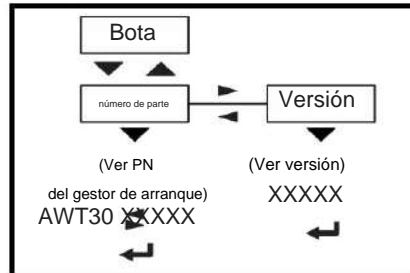 Bota
número de parte
Versión
(Ver PN
del gestor de arranque)
AWT30 XXXXX
(Ver versión)
XXXXX